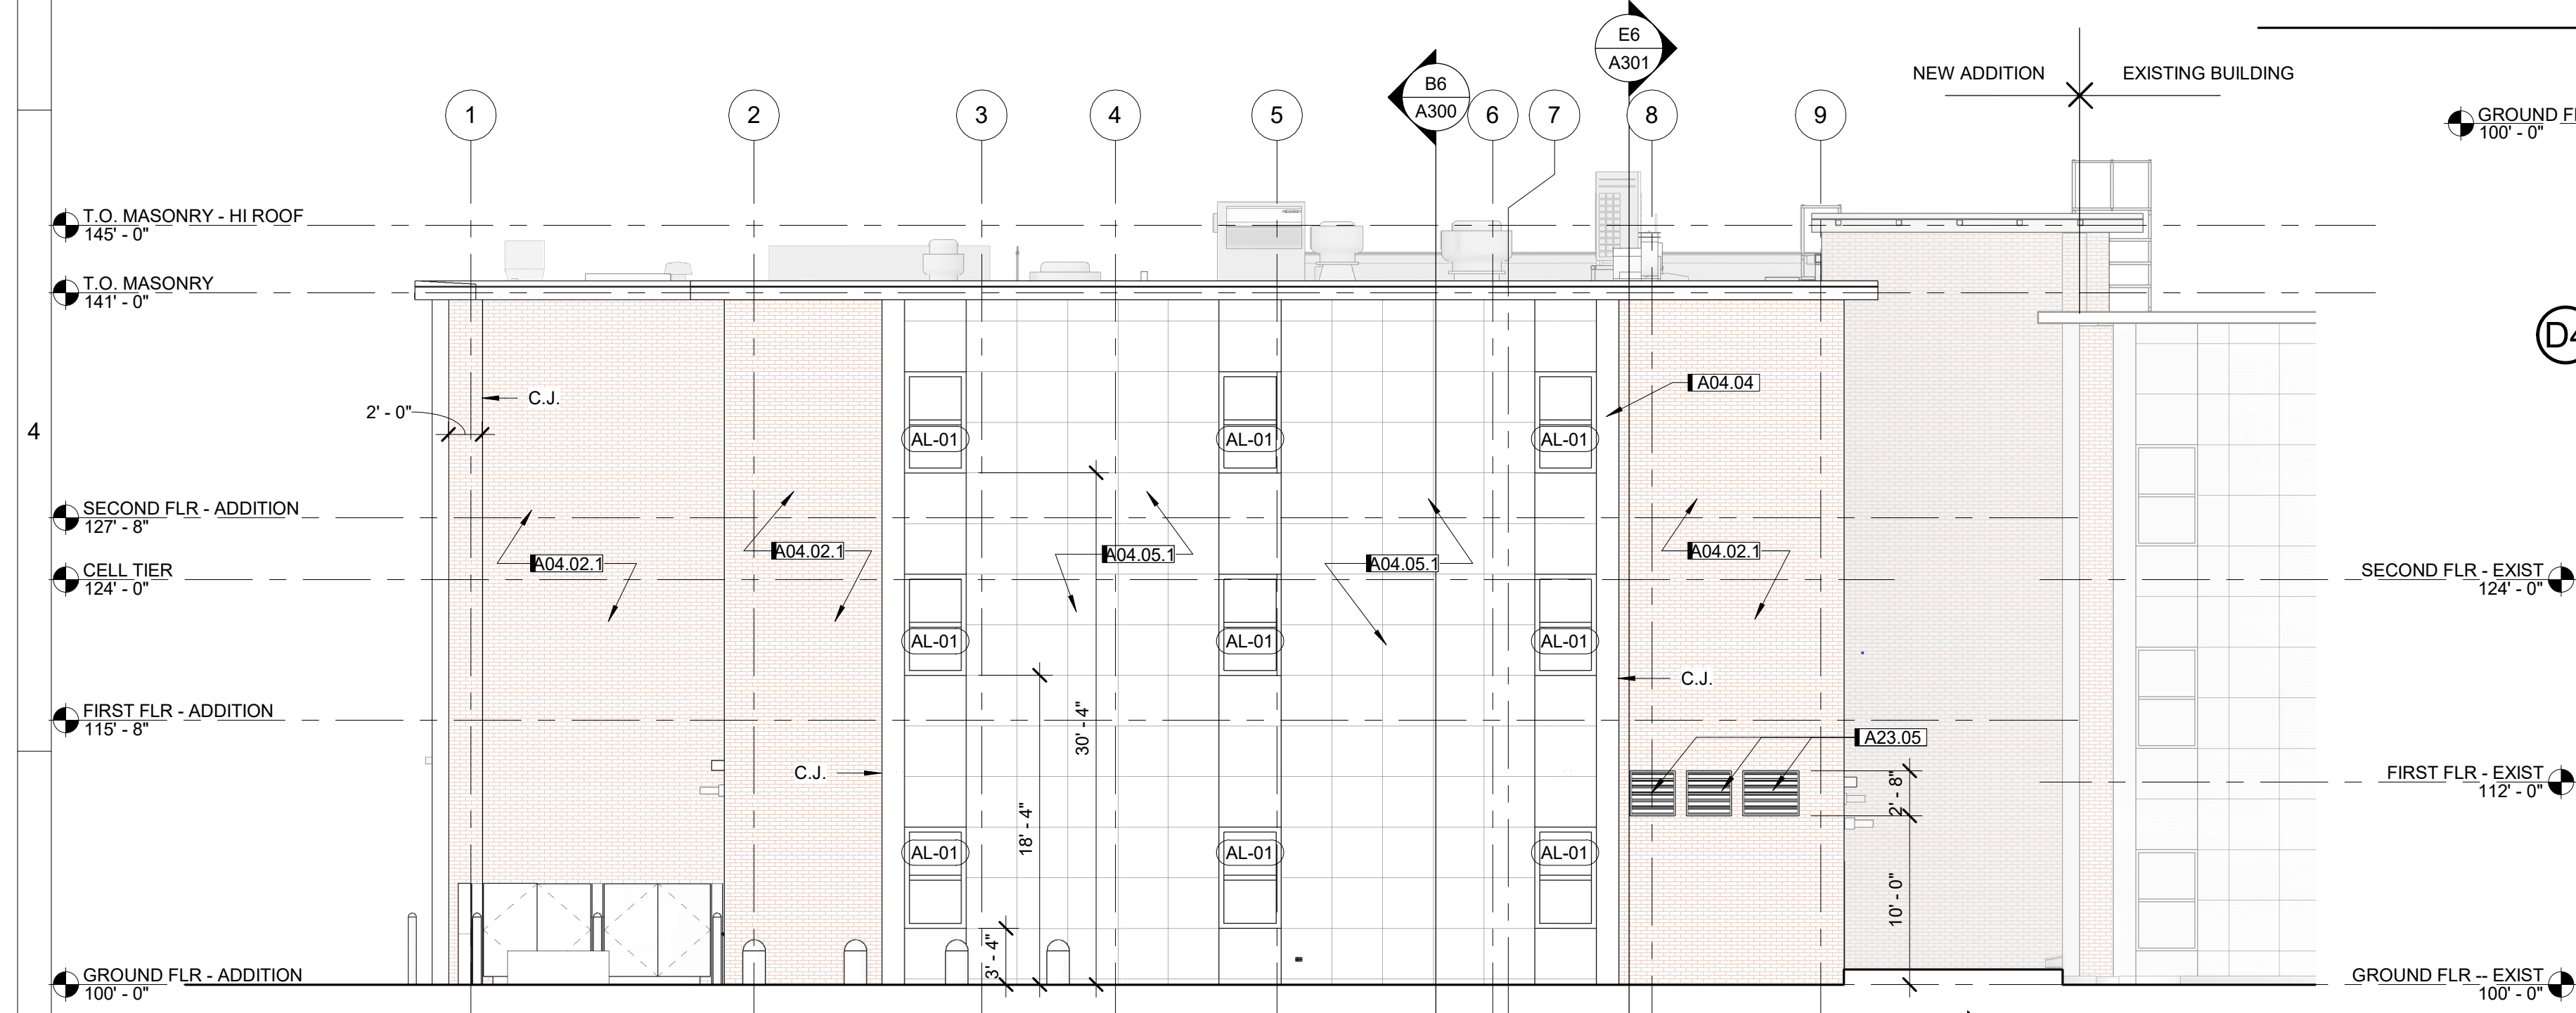 E6
A301
B6
A300
NEW ADDITION
EXISTING BUILDING
1
2
3
4
5
6
7
8
9
100' - 0"
T.O. MASONRY - HI ROOF
145' - 0"
T.O. MASONRY
141' - 0"
A04.04
C.J.
2' - 0"
4
AL-01
AL-01
AL-01
SECOND FLR - ADDITION
127' - 8"
A04.02.1
A04.02.1
A04.05.1
A04.05.1
A04.02.1
CELL TIER
124' - 0"
SECOND FLR - EXIST
124' - 0"
AL-01
AL-01
AL-01
C.J.
FIRST FLR - ADDITION
115' - 8"
30' - 4"
A23.05
C.J.
FIRST FLR - EXIST
112' - 0"
2' - 8"
18' - 4"
AL-01
AL-01
AL-01
10' - 0"
3' - 4"
GROUND FLR - ADDITION
100' - 0"
GROUND FLR -- EXIST
100' - 0"